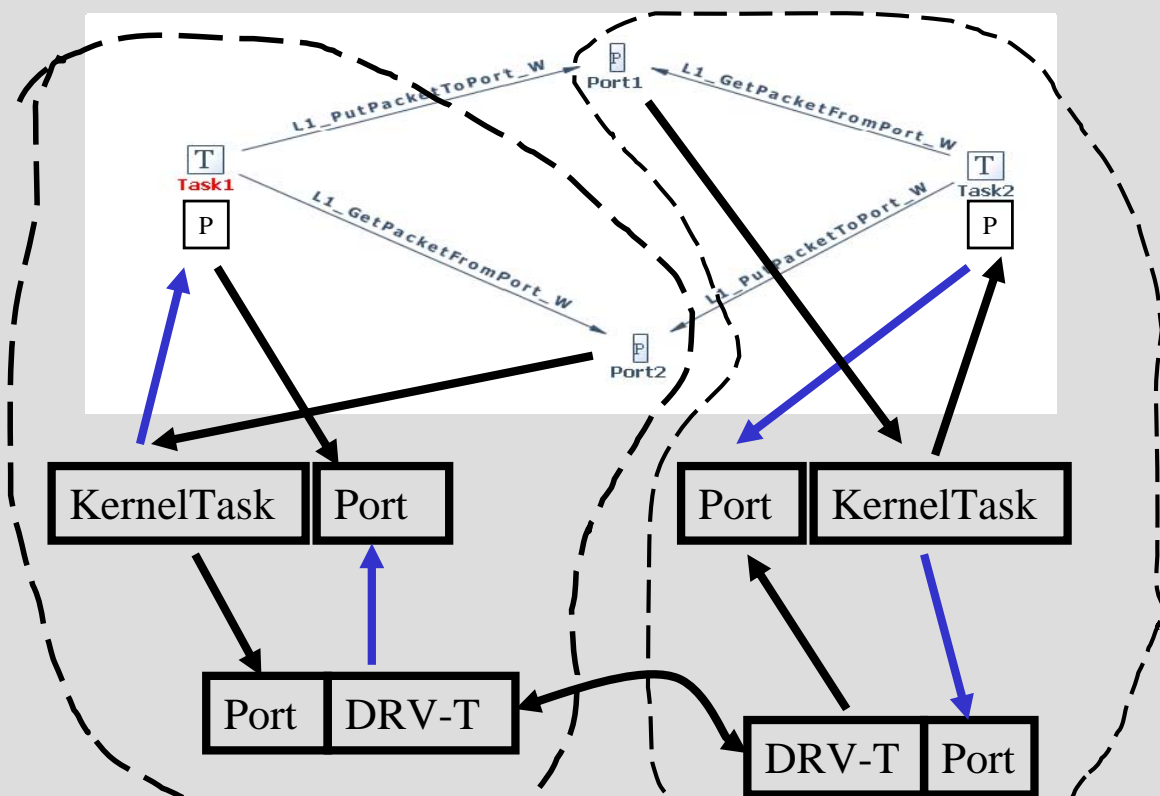 P
Port1
L1_PutPacketToPort_W
L1_GetPacketFromPort_W
T
Task1
T
Task2
P
P
L1_GetPacketFromPort_W
L1_PutPacketToPort_W
P
Port2
KernelTask
Port
Port
KernelTask
Port
DRV-T
DRV-T
Port